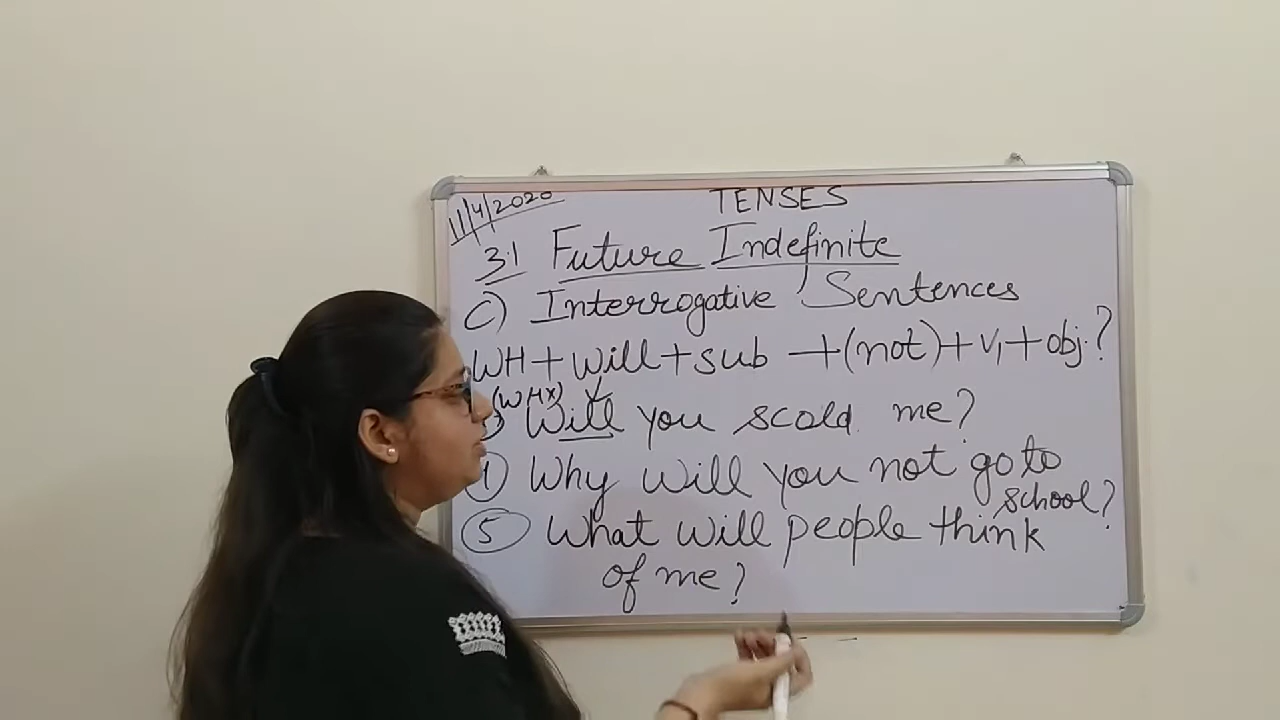 11/4/2020 TENSES
3.1 Future Indefinite
C) Interrogative Sentences
WH + will + sub + (not) + V1 + obj.?
(WHX)
Will you scold me?
Why will you not go to
school?
5 What will people think
of me?